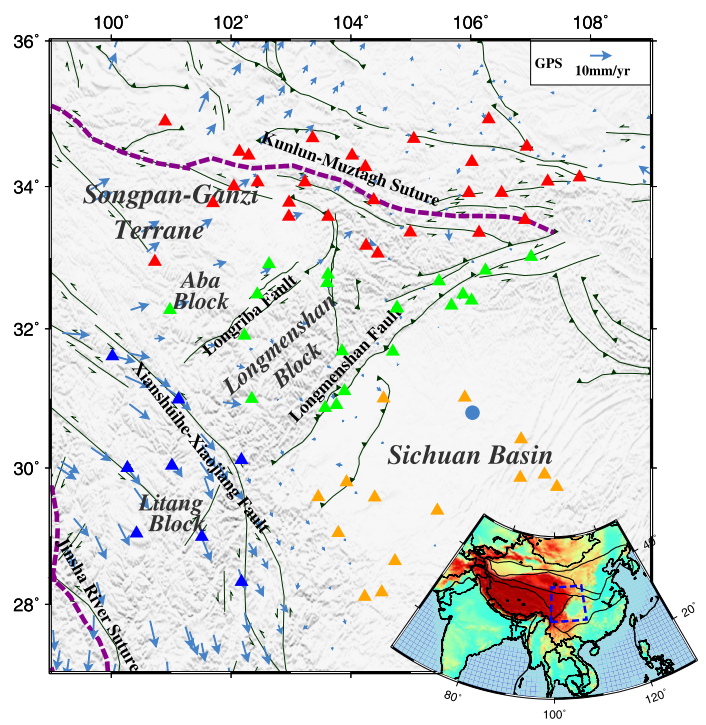 100° 102° 104° 106° 108°
36°
GPS
10mm/yr
Kunlun-Muztagh Suture
34°
Songpan-Ganzi
Terrane
Aba
Block
Longriba Fault
32°
Longmenshan
Block
Longmenshan Fault
Xianshuihe-Xiaojiang Fault
30°
Sichuan Basin
Litang
Block
Jinsha River Suture
28°
40°
20°
80°
100°
120°